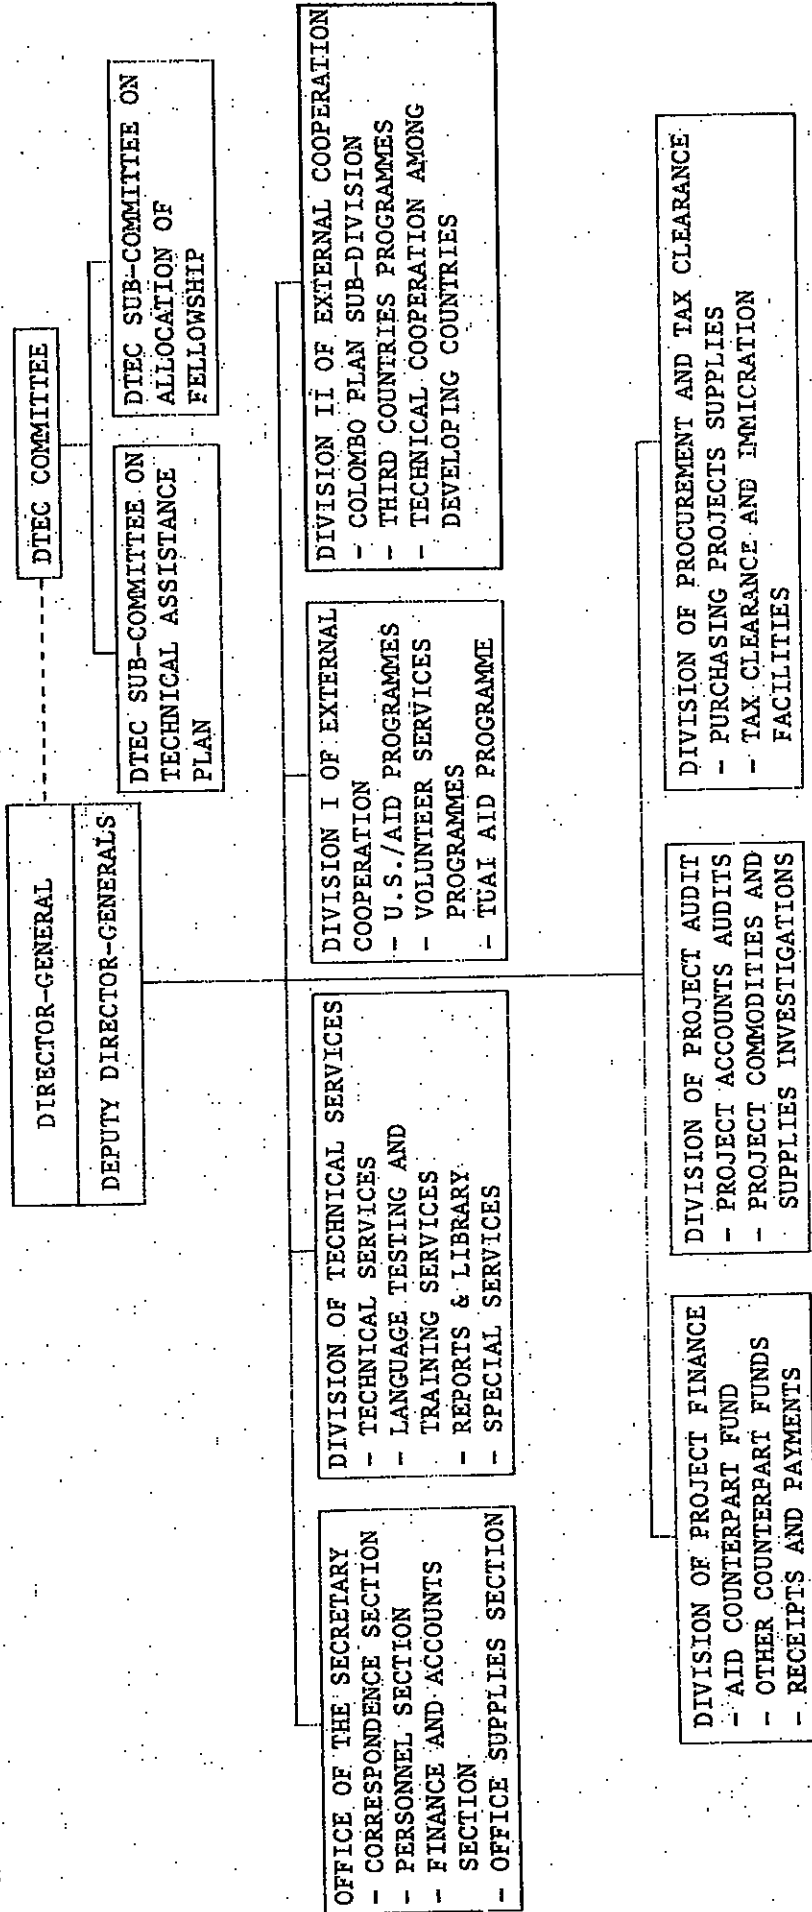 DIRECTOR-GENERAL
DEPUTY DIRECTOR-GENERALS
DTEC COMMITTEE
DTEC SUB-COMMITTEE ON
TECHNICAL ASSISTANCE
PLAN
DTEC SUB-COMMITTEE ON
ALLOCATION OF
FELLOWSHIP
OFFICE OF THE SECRETARY
- CORRESPONDENCE SECTION
- PERSONNEL SECTION
- FINANCE AND ACCOUNTS
SECTION
- OFFICE SUPPLIES SECTION
DIVISION OF TECHNICAL SERVICES
- TECHNICAL SERVICES
- LANGUAGE TESTING AND
TRAINING SERVICES
- REPORTS & LIBRARY
- SPECIAL SERVICES
DIVISION I OF EXTERNAL
COOPERATION
- U.S./AID PROGRAMMES
- VOLUNTEER SERVICES
PROGRAMMES
- TUAI AID PROGRAMME
DIVISION II OF EXTERNAL COOPERATION
- COLOMBO PLAN SUB-DIVISION
- THIRD COUNTRIES PROGRAMMES
- TECHNICAL COOPERATION AMONG
DEVELOPING COUNTRIES
DIVISION OF PROJECT FINANCE
- AID COUNTERPART FUND
- OTHER COUNTERPART FUNDS
- RECEIPTS AND PAYMENTS
DIVISION OF PROJECT AUDIT
- PROJECT ACCOUNTS AUDITS
- PROJECT COMMODITIES AND
SUPPLIES INVESTIGATIONS
DIVISION OF PROCUREMENT AND TAX CLEARANCE
- PURCHASING PROJECTS SUPPLIES
- TAX CLEARANCE AND IMMICRATION
FACILITIES